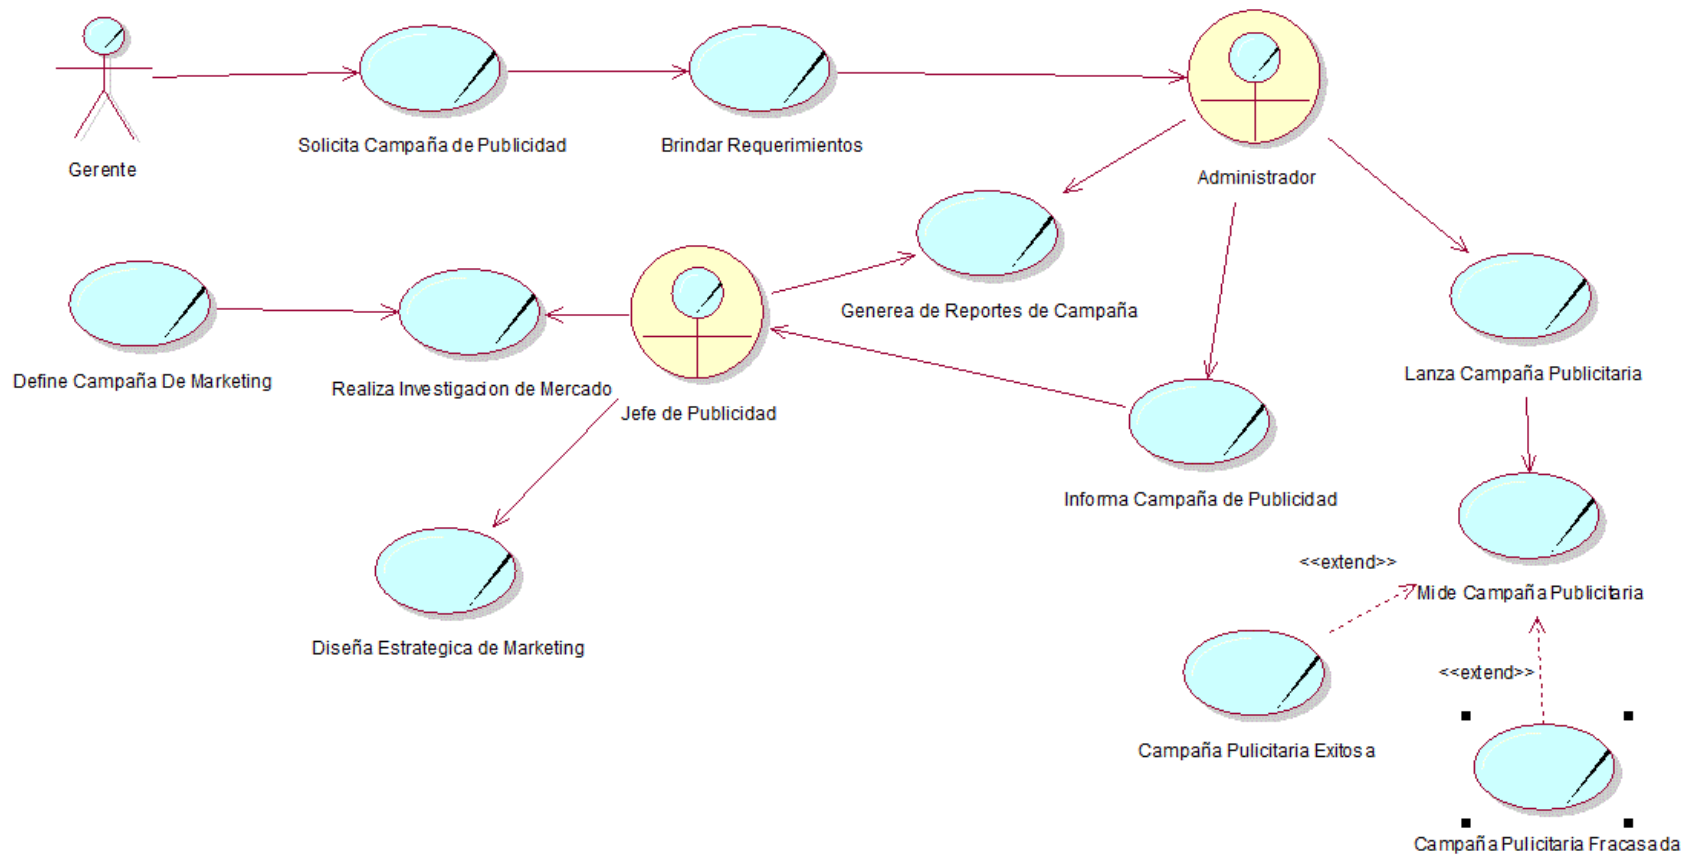 Solicita Campaña de Publicidad
Brindar Requerimientos
Gerente
Administrador
Generea de Reportes de Campaña
Define Campaña De Marketing
Realiza Investigacion de Mercado
Jefe de Publicidad
Lanza Campaña Publicitaria
Informa Campaña de Publicidad
<<extend>>
Mide Campaña Publicitaria
Diseña Estrategica de Marketing
<<extend>>
Campaña Pulicitaria Exitosa
Campaña Pulicitaria Fracasada